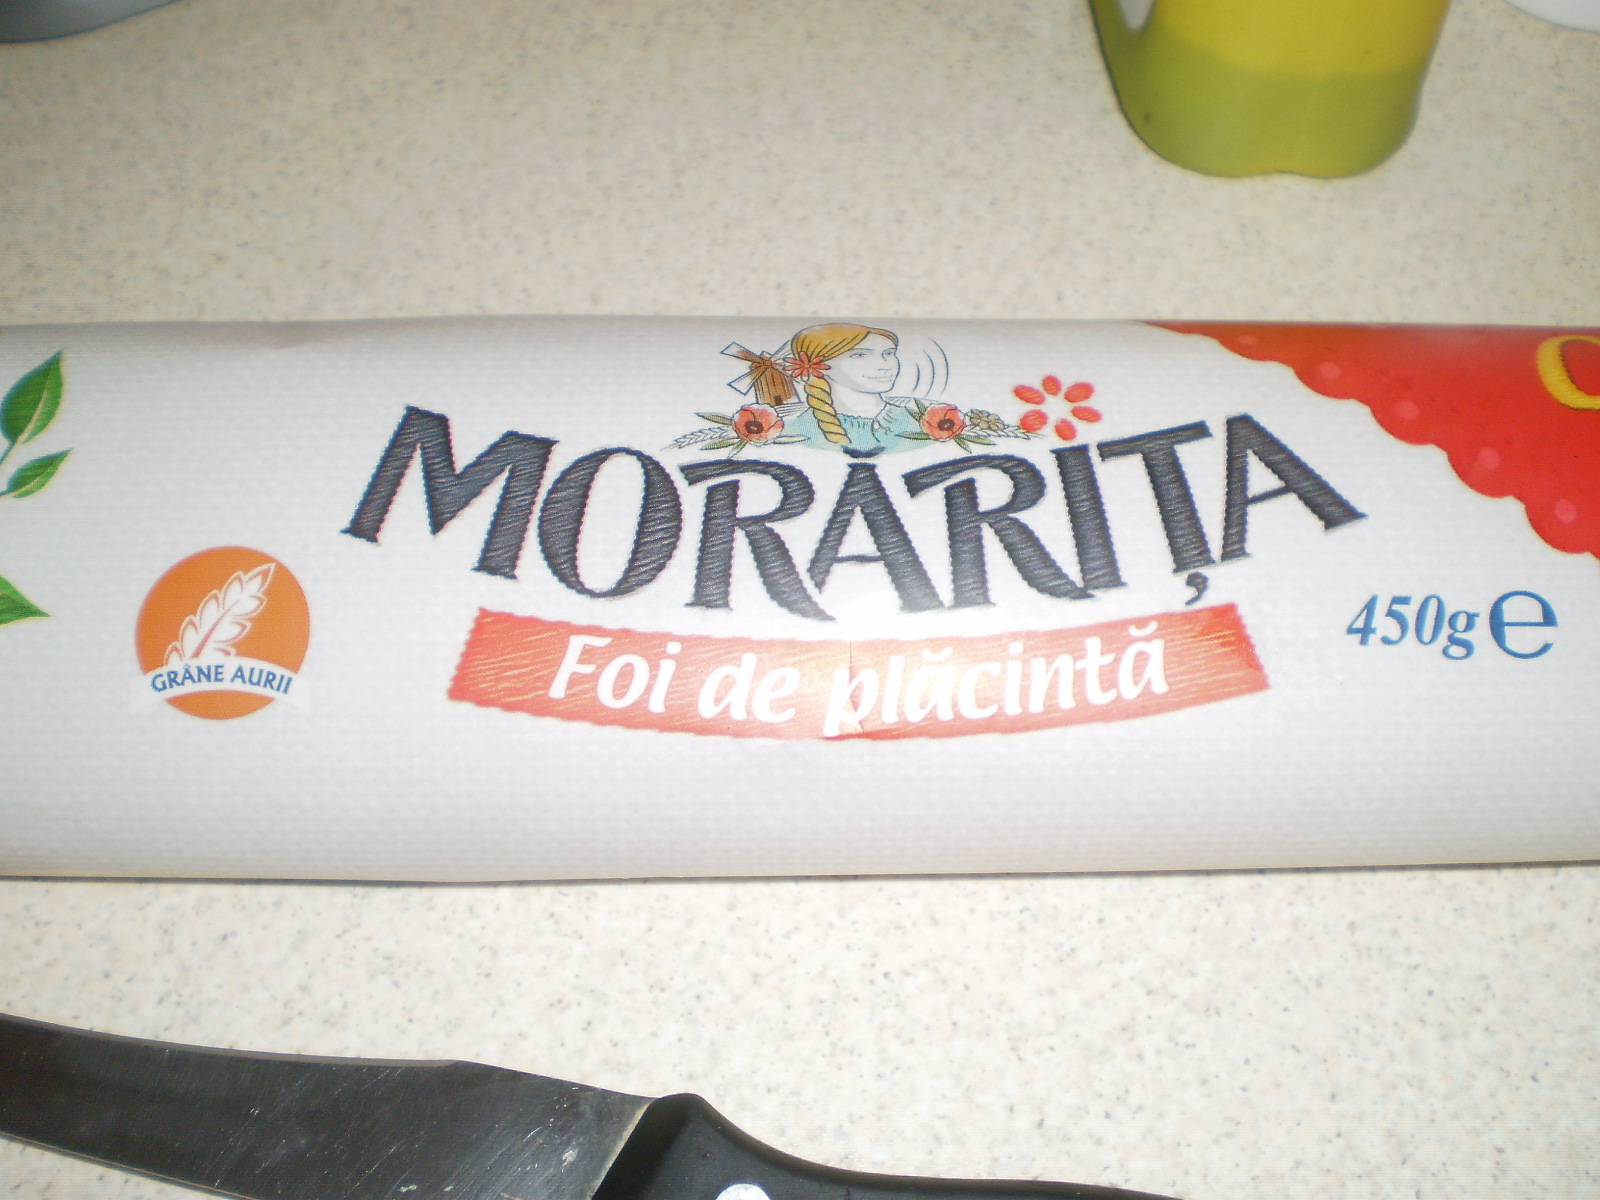 MORĂRIȚA
Foi de plăcintă
GRÂNE AURII
450g e